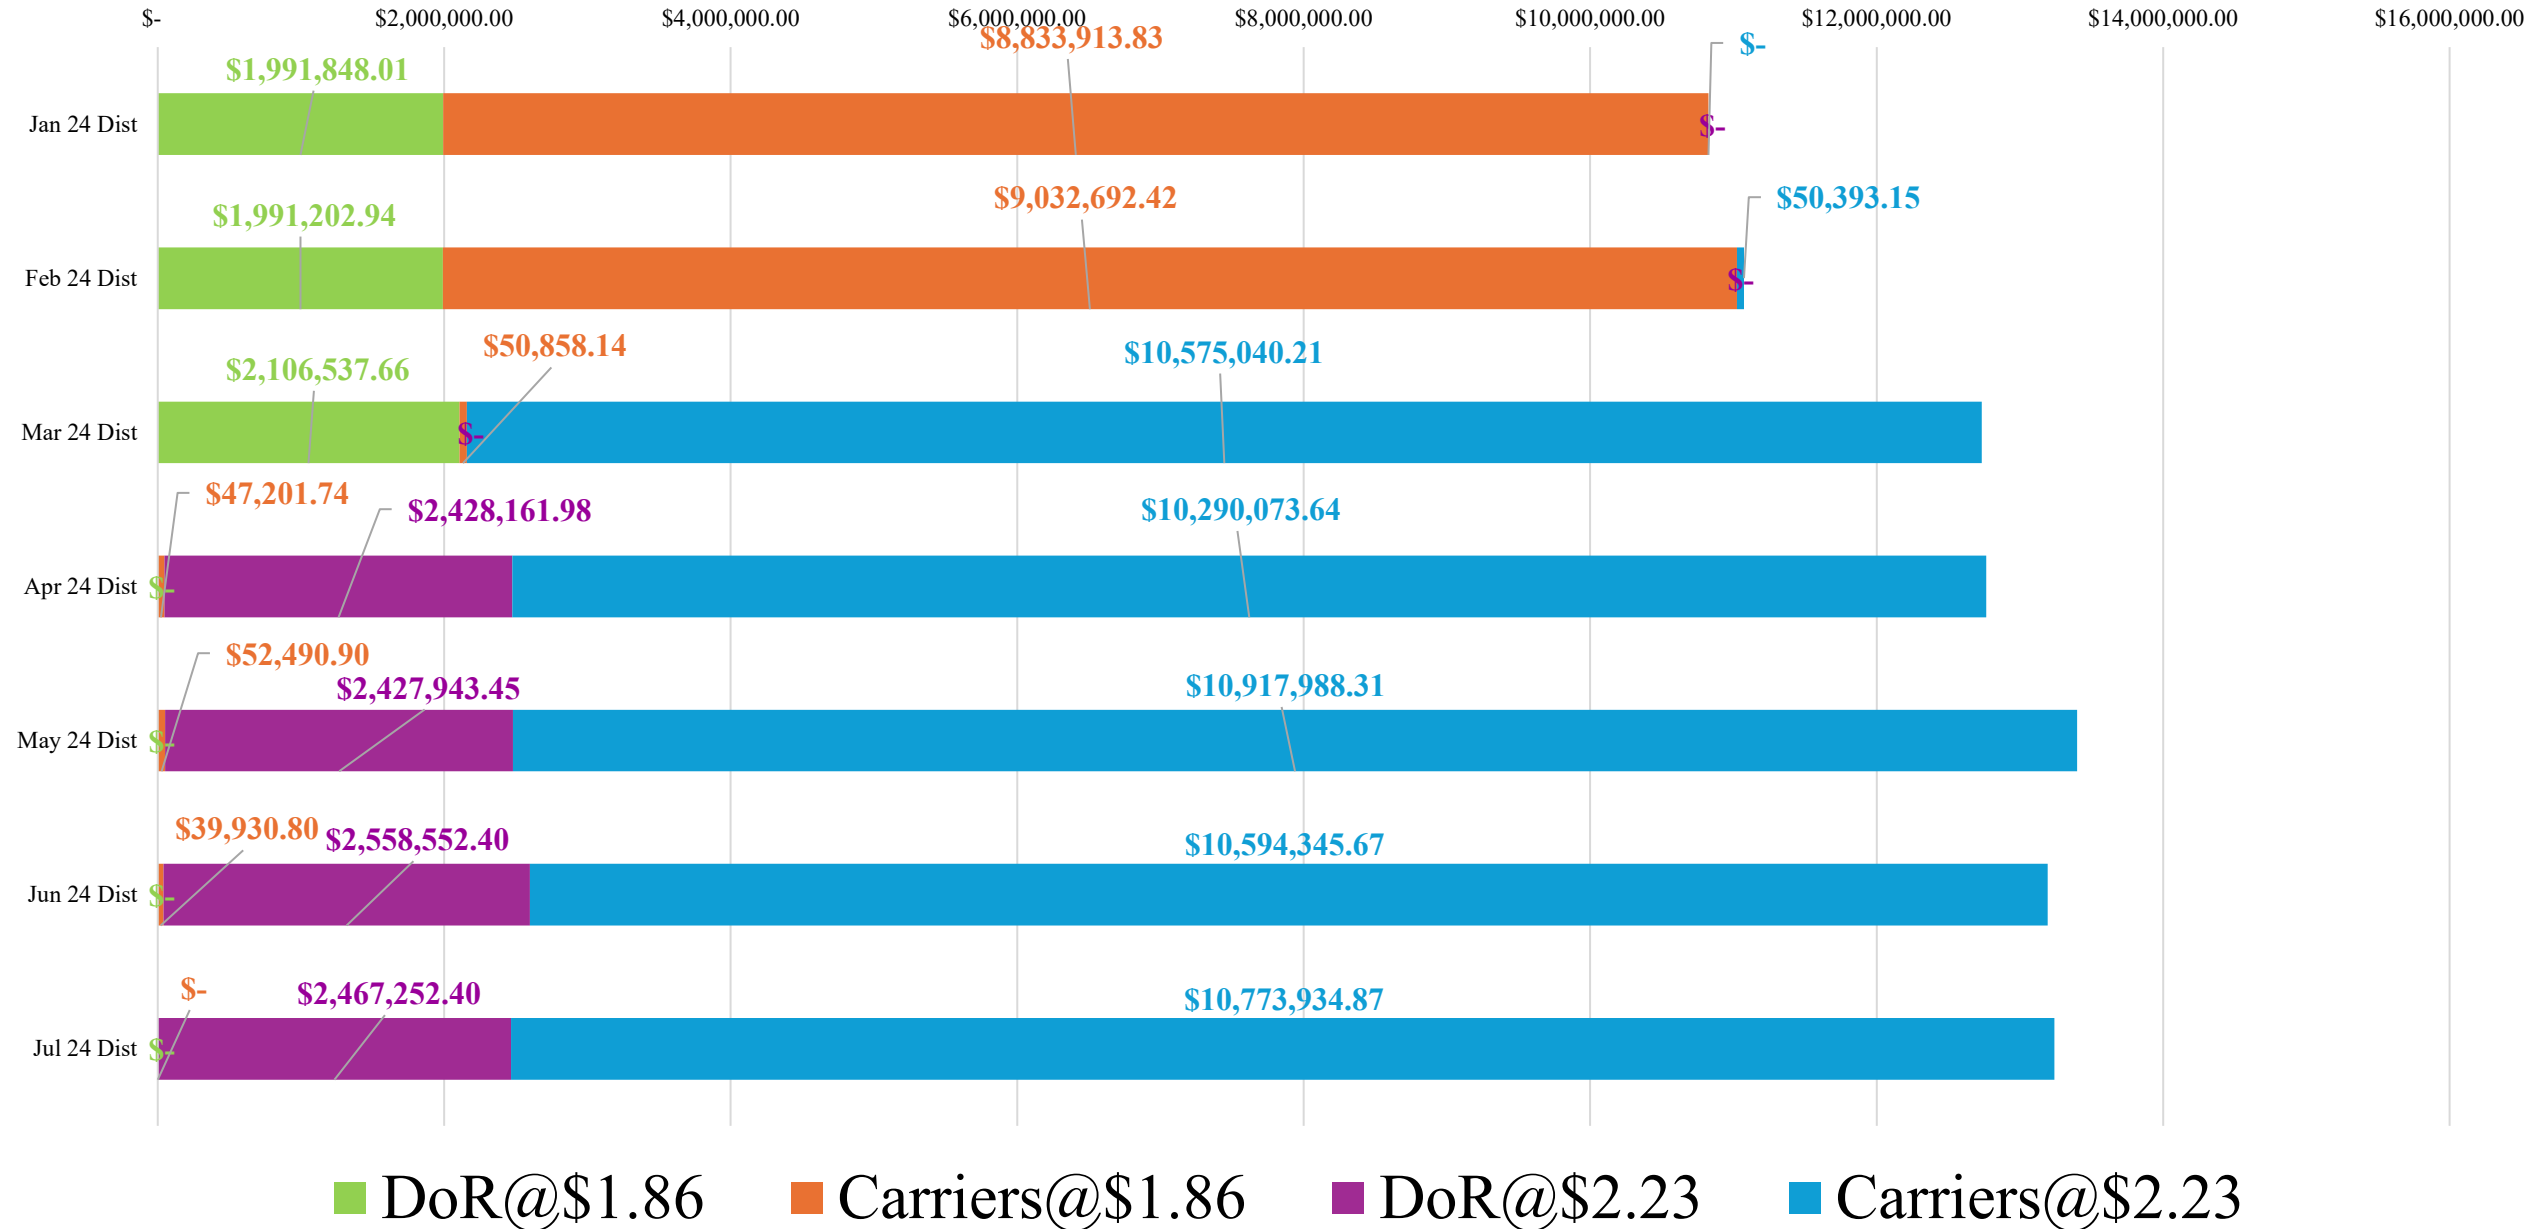 $- $2,000,000.00 $4,000,000.00 $6,000,000.00 $8,000,000.00 $10,000,000.00 $12,000,000.00 $14,000,000.00 $16,000,000.00
$1,991,848.01 $8,833,913.83 $-
Jan 24 Dist $-
$1,991,202.94 $9,032,692.42 $50,393.15
Feb 24 Dist $-
$2,106,537.66 $50,858.14 $10,575,040.21
Mar 24 Dist $-
$47,201.74 $2,428,161.98 $10,290,073.64
Apr 24 Dist $-
$52,490.90 $2,427,943.45 $10,917,988.31
May 24 Dist $-
$39,930.80 $2,558,552.40 $10,594,345.67
Jun 24 Dist $-
$- $2,467,252.40 $10,773,934.87
Jul 24 Dist $-
DoR@$1.86 Carriers@$1.86 DoR@$2.23 Carriers@$2.23